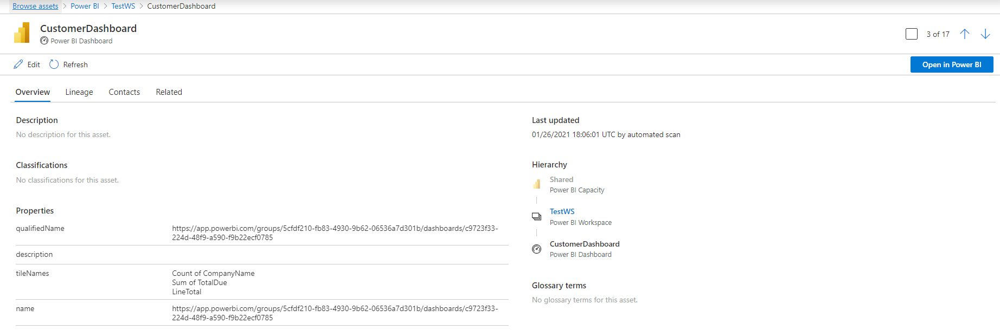 Browse assets > Power BI > TestWS > CustomerDashboard
CustomerDashboard
Power BI Dashboard
3 of 17
Edit Refresh
Open in Power BI
Overview Lineage Contacts Related
Description
No description for this asset.
Classifications
No classifications for this asset.
Properties
qualifiedName https://app.powerbi.com/groups/5cfdf210-fb83-4930-9b62-06536a7d301b/dashboards/c9723f33-
224d-48f9-a590-f9b22ecf0785
description
tileNames Count of CompanyName
Sum of TotalDue
LineTotal
name https://app.powerbi.com/groups/5cfdf210-fb83-4930-9b62-06536a7d301b/dashboards/c9723f33-
224d-48f9-a590-f9b22ecf0785
Last updated
01/26/2021 18:06:01 UTC by automated scan
Hierarchy
Shared
Power BI Capacity
TestWS
Power BI Workspace
CustomerDashboard
Power BI Dashboard
Glossary terms
No glossary terms for this asset.